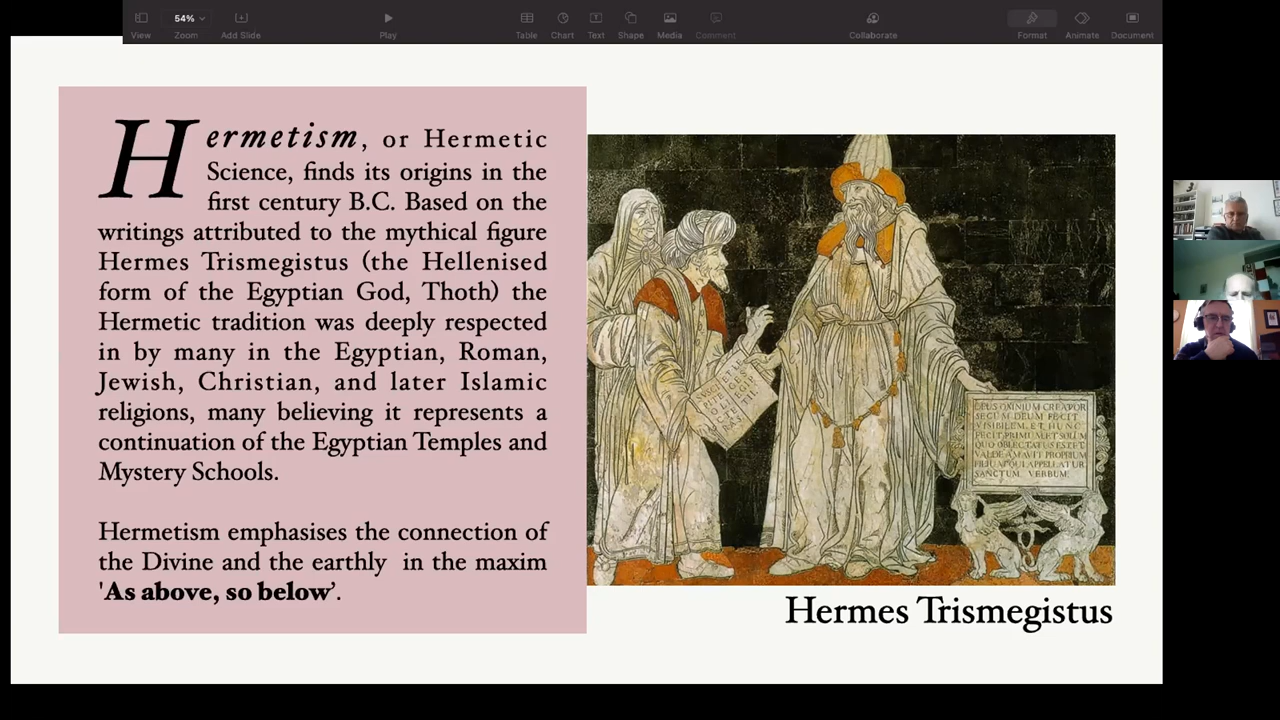 54%
View
Zoom
Add Slide
Play
Table
Chart
Text
Shape
Media
Comment
Collaborate
Format
Animate
Document
Hermetism, or Hermetic
Science, finds its origins in the
first century B.C. Based on the
writings attributed to the mythical figure
Hermes Trismegistus (the Hellenised
form of the Egyptian God, Thoth) the
Hermetic tradition was deeply respected
in by many in the Egyptian, Roman,
Jewish, Christian, and later Islamic
religions, many believing it represents a
continuation of the Egyptian Temples and
Mystery Schools.
Hermetism emphasises the connection of
the Divine and the earthly in the maxim
'As above, so below’.
DEUS OMNIUM CREATOR
SECUM DEUM FECIT
VISIBILEM ET HUNC
FECIT PRIMUM ET SOLUM
QUO OBLECTATUS EST ET
VALDE AMAVIT PROPRIUM
FILIUM QUI APPELLATUR
SANCTUM VERBUM
Hermes Trismegistus